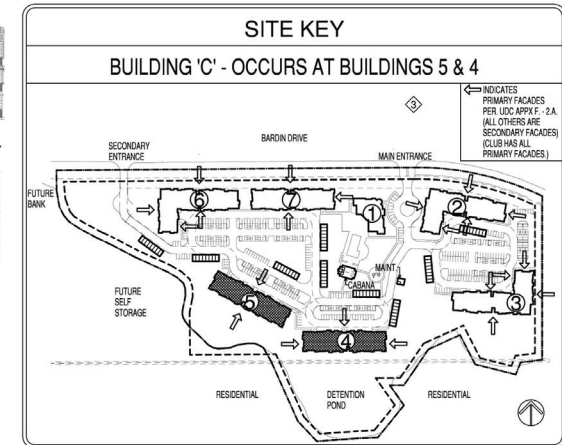 SITE KEY
BUILDING 'C' - OCCURS AT BUILDINGS 5 & 4
INDICATES
PRIMARY FACADES
PER. UDC APPX F. - 2.A.
(ALL OTHERS ARE
SECONDARY FACADES)
(CLUB HAS ALL
PRIMARY FACADES.)
3
BARDIN DRIVE
SECONDARY
ENTRANCE
MAIN ENTRANCE
FUTURE
BANK
6
7
1
2
MAINT.
CABANA
FUTURE
SELF
STORAGE
5
3
4
RESIDENTIAL
DETENTION
POND
RESIDENTIAL